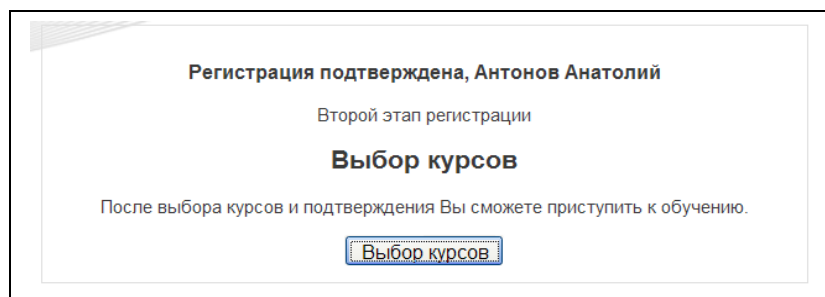 Регистрация подтверждена, Антонов Анатолий
Второй этап регистрации
Выбор курсов
После выбора курсов и подтверждения Вы сможете приступить к обучению.
Выбор курсов